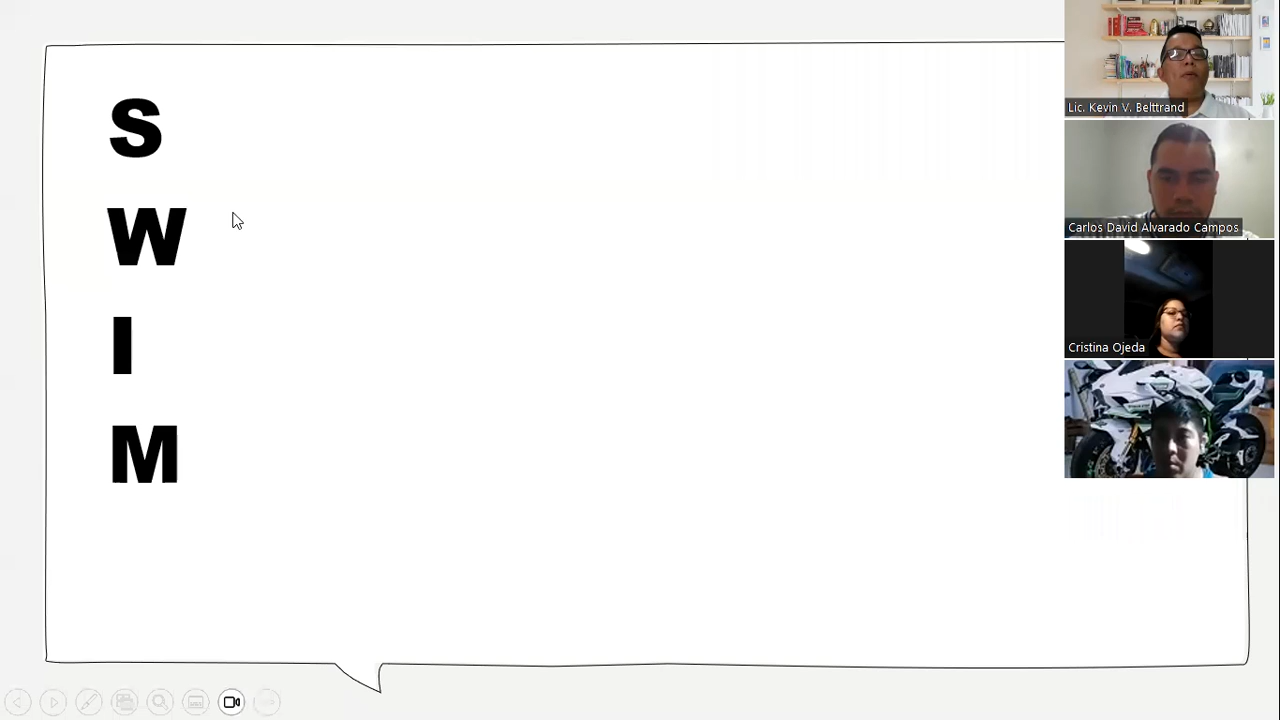 S
W
I
M
Lic. Kevin V. Belttrand
Carlos David Alvarado Campos
Cristina Ojeda